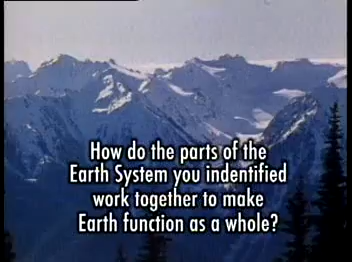 How do the parts of the
Earth System you indentified
work together to make
Earth function as a whole?